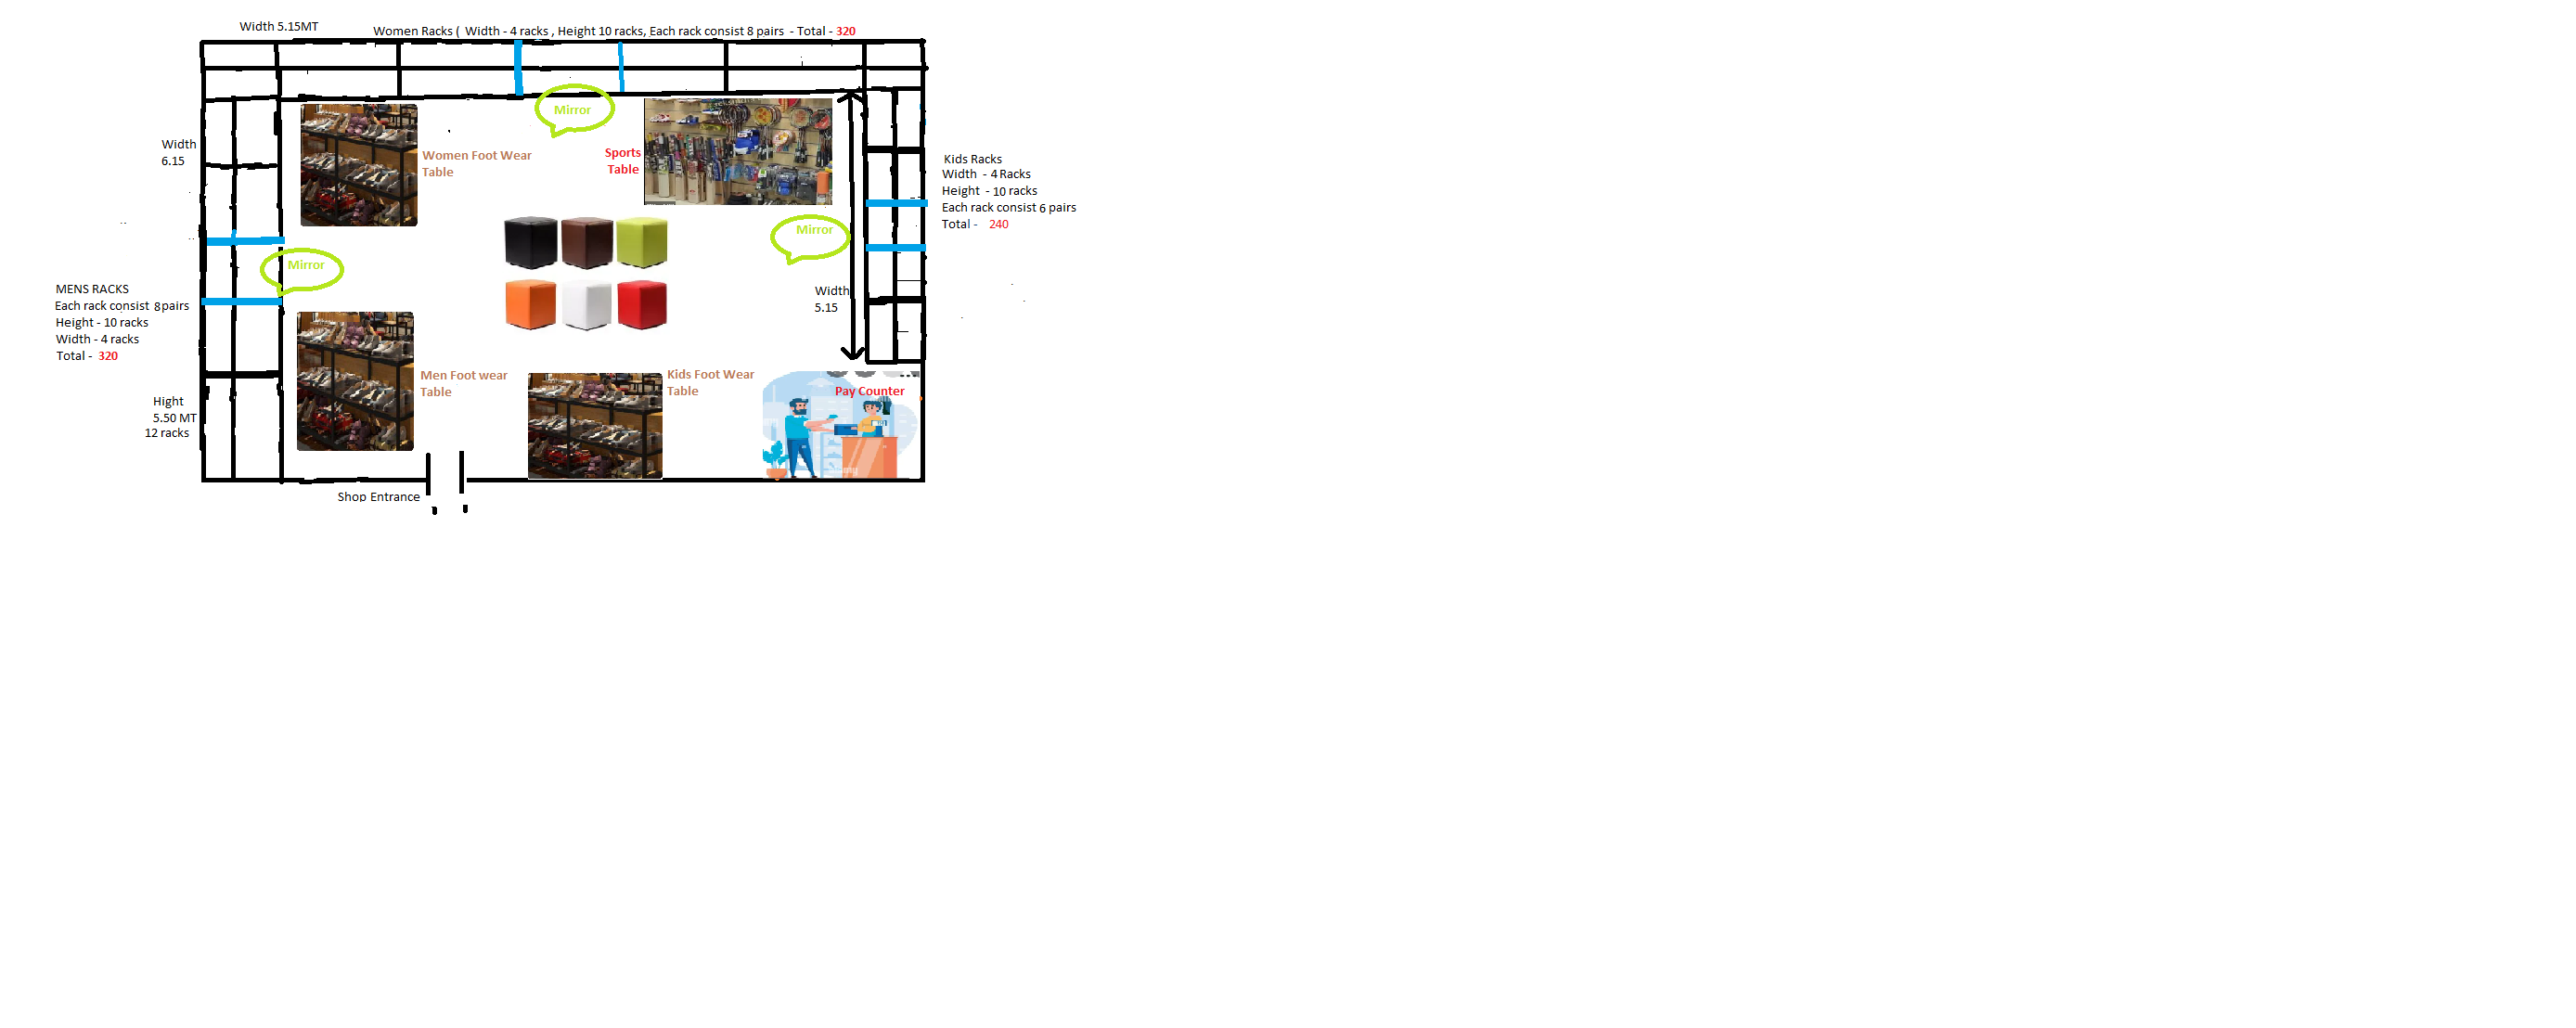 Width 5.15MT
Women Racks ( Width - 4 racks , Height 10 racks, Each rack consist 8 pairs - Total - 320
Mirror
Width
6.15
Women Foot Wear
Table
Sports
Table
Kids Racks
Width - 4 Racks
Height - 10 racks
Each rack consist 6 pairs
Total - 240
Mirror
Mirror
MENS RACKS
Each rack consist 8 pairs
Height - 10 racks
Width - 4 racks
Total - 320
Width
5.15
Men Foot wear
Table
Kids Foot Wear
Table
Pay Counter
Hight
5.50 MT
12 racks
Shop Entrance